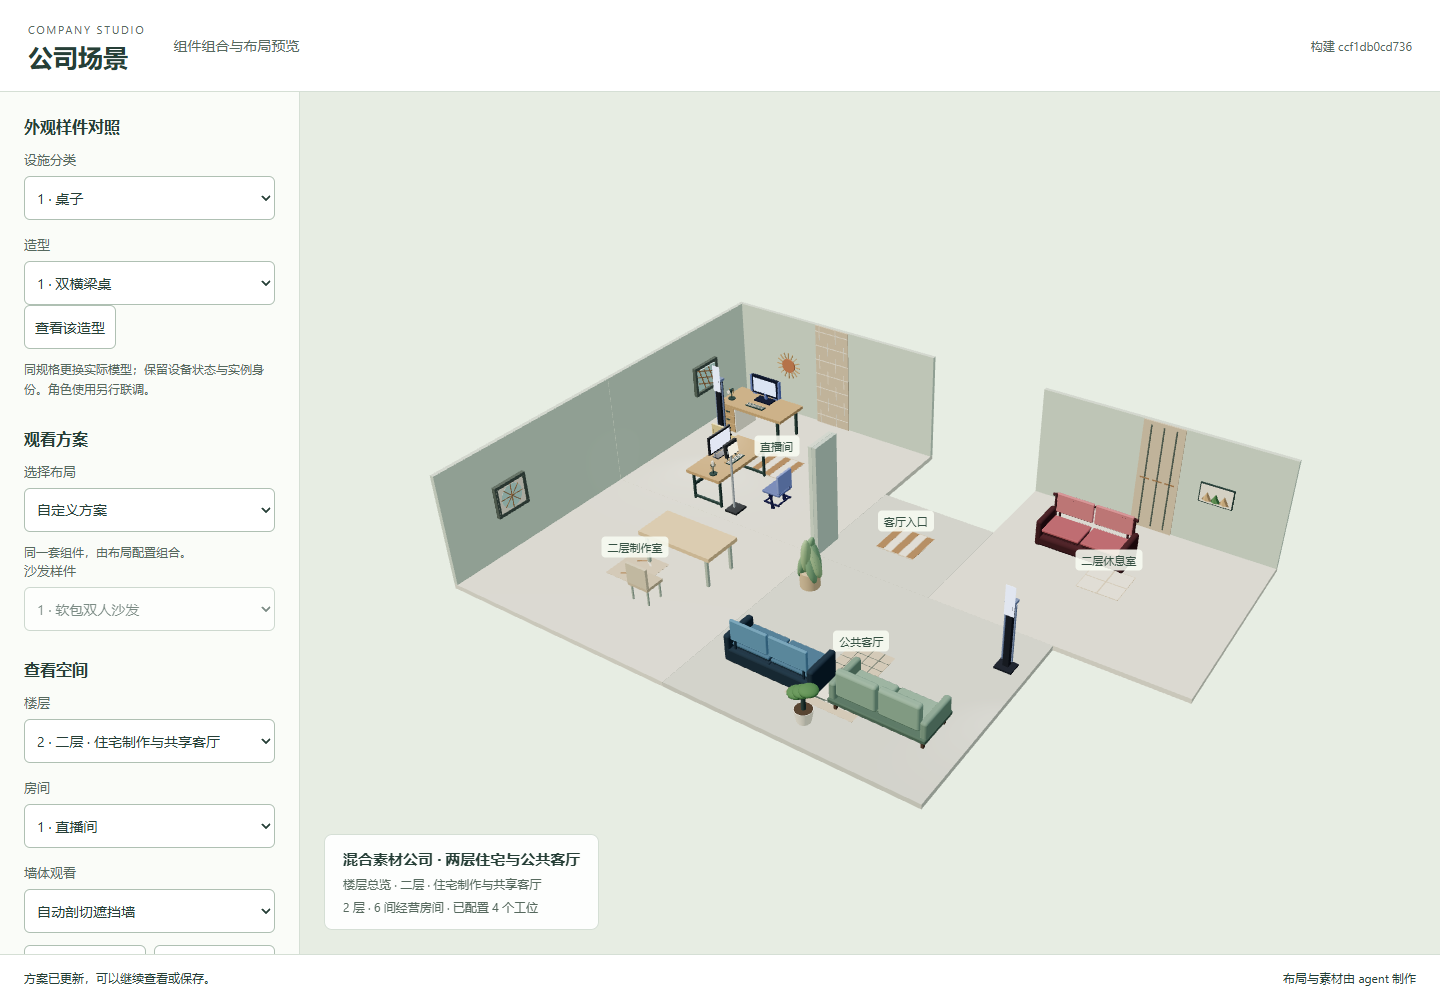 COMPANY STUDIO
公司场景
组件组合与布局预览
构建 ccf1db0cd736
外观样件对照
设施分类
1 · 桌子
造型
1 · 双横梁桌
查看该造型
同规格更换实际模型；保留设备状态与实例身
份。角色使用另行联调。
观看方案
选择布局
自定义方案
同一套组件，由布局配置组合。
沙发样件
1 · 软包双人沙发
查看空间
楼层
2 · 二层 · 住宅制作与共享客厅
房间
1 · 直播间
墙体观看
自动剖切遮挡墙
直播间
客厅入口
二层制作室
二层休息室
公共客厅
混合素材公司 · 两层住宅与公共客厅
楼层总览 · 二层 · 住宅制作与共享客厅
2 层 · 6 间经营房间 · 已配置 4 个工位
方案已更新，可以继续查看或保存。
布局与素材由 agent 制作